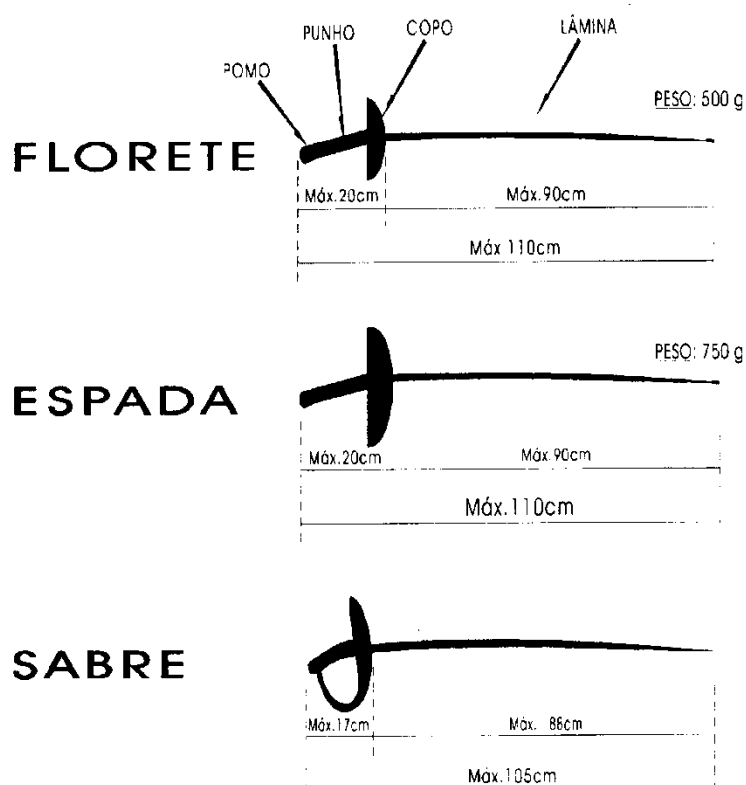 PUNHO
COPO
LÂMINA
POMO
PESO: 500 g
FLORETE
Máx.20cm
Máx.90cm
Máx 110cm
PESO: 750 g
ESPADA
Máx.20cm
Máx.90cm
Máx.110cm
SABRE
Máx.17cm
Máx. 88cm
Máx.105cm